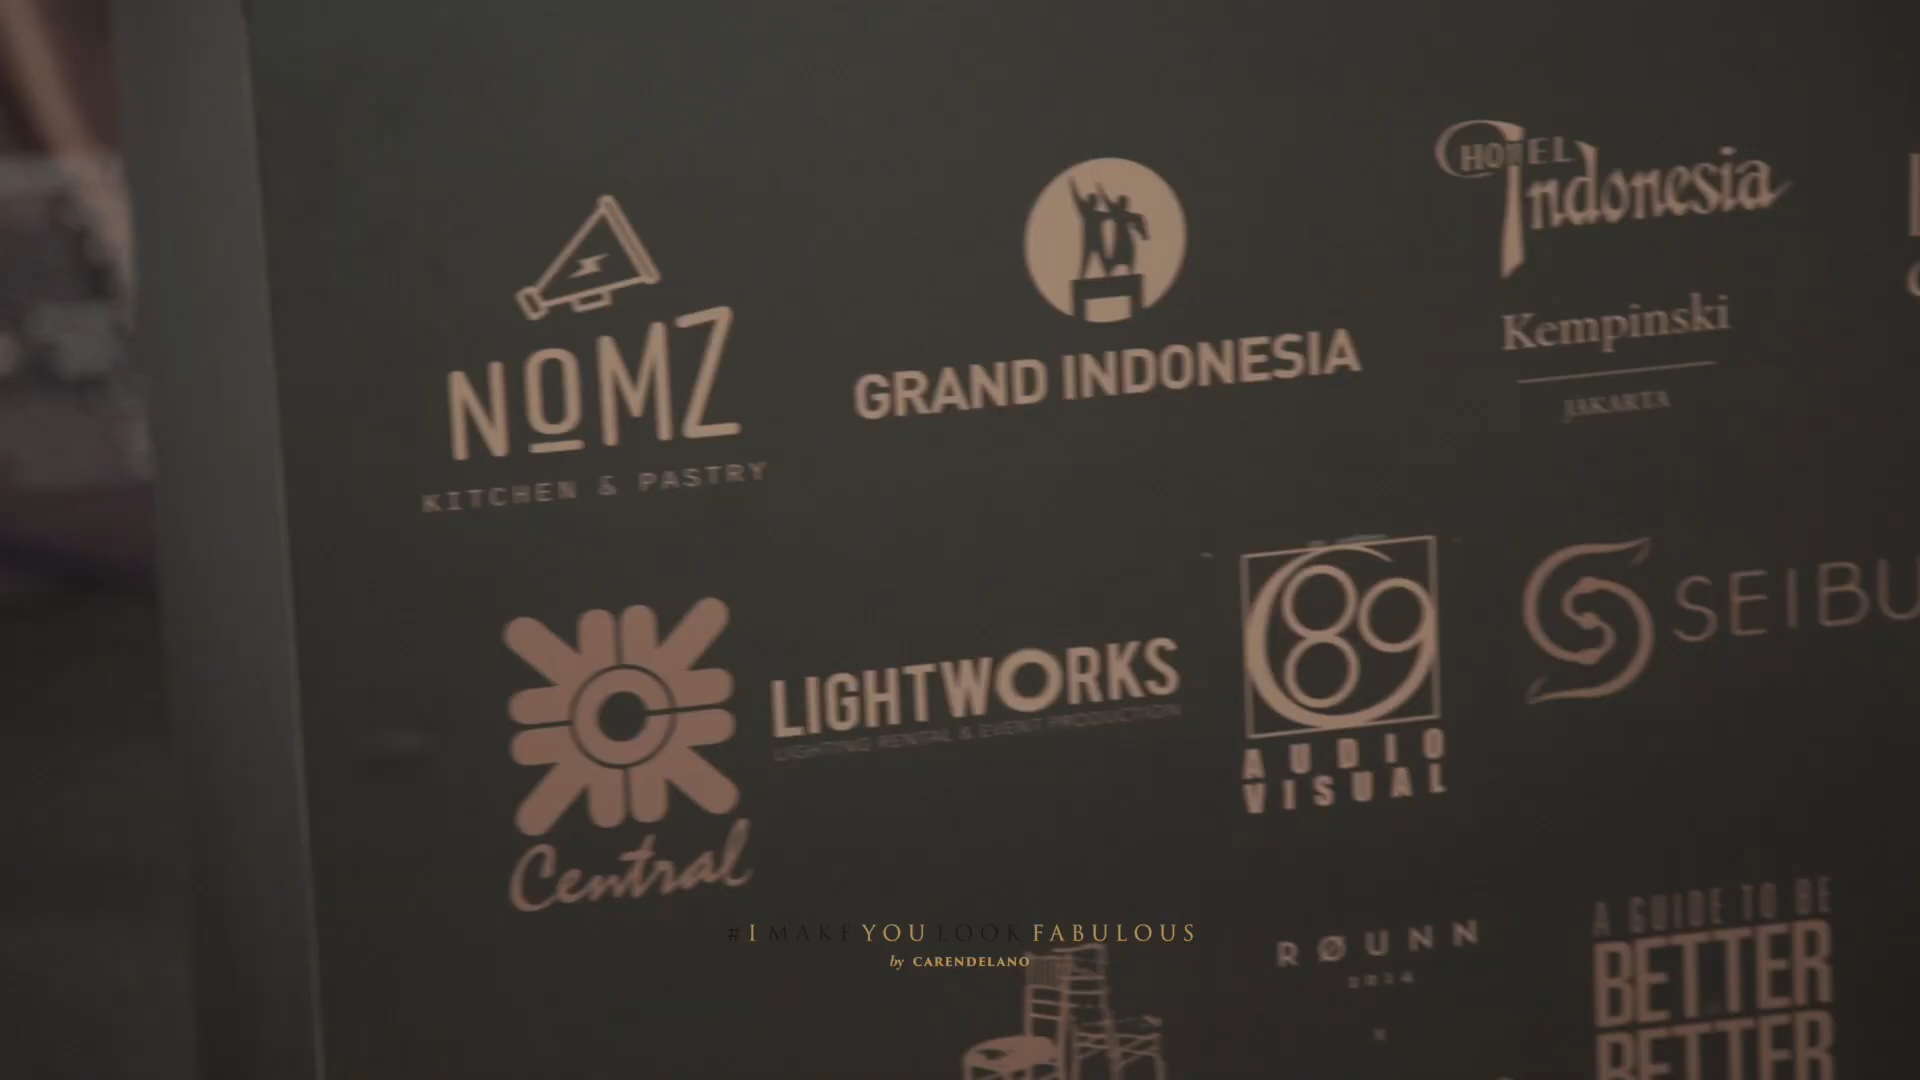 NOMZ
KITCHEN & PASTRY
GRAND INDONESIA
HOTEL
Indonesia
Kempinski
JAKARTA
Central
LIGHTWORKS
LIGHTING RENTAL & EVENT PRODUCTION
89
AUDIO
VISUAL
SEIBU
#IMAKEYOULOOKFABULOUS
by CARENDELANO
RØUNN
A GUIDE TO BE
BETTER
BETTER